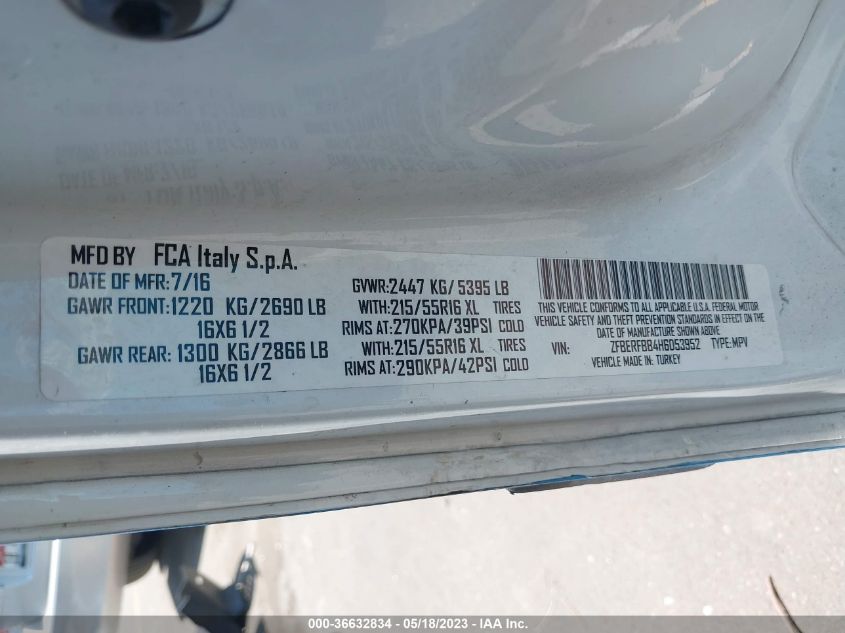 MFD BY FCA Italy S.p.A.
DATE OF MFR:7/16 GVWR:2447 KG/5395 LB
GAWR FRONT:1220 KG/2690 LB WITH:215/55R16 XL TIRES
16X6 1/2 RIMS AT:270KPA/39PSI COLD
GAWR REAR: 1300 KG/2866 LB WITH:215/55R16 XL TIRES
16X6 1/2 RIMS AT:290KPA/42PSI COLD
THIS VEHICLE CONFORMS TO ALL APPLICABLE U.S.A. FEDERAL MOTOR
VEHICLE SAFETY AND THEFT PREVENTION STANDARDS IN EFFECT ON THE
DATE OF MANUFACTURE SHOWN ABOVE
VIN: ZFBERFBB4H6D53952 TYPE:MPV
VEHICLE MADE IN: TURKEY
000-36632834 - 05/18/2023 - IAA Inc.